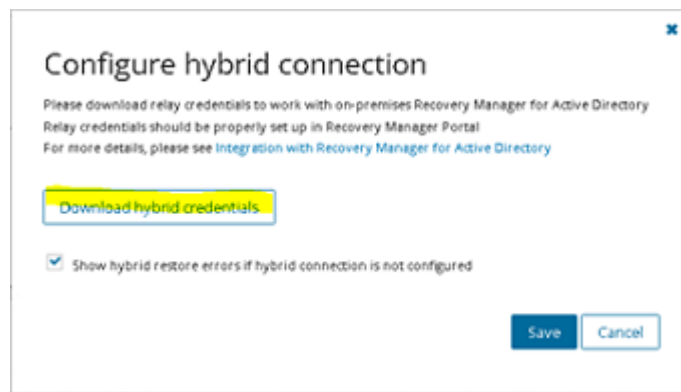 Configure hybrid connection
Please download relay credentials to work with on-premises Recovery Manager for Active Directory
Relay credentials should be properly set up in Recovery Manager Portal
For more details, please see Integration with Recovery Manager for Active Directory
Download hybrid credentials
Show hybrid restore errors if hybrid connection is not configured
Save
Cancel